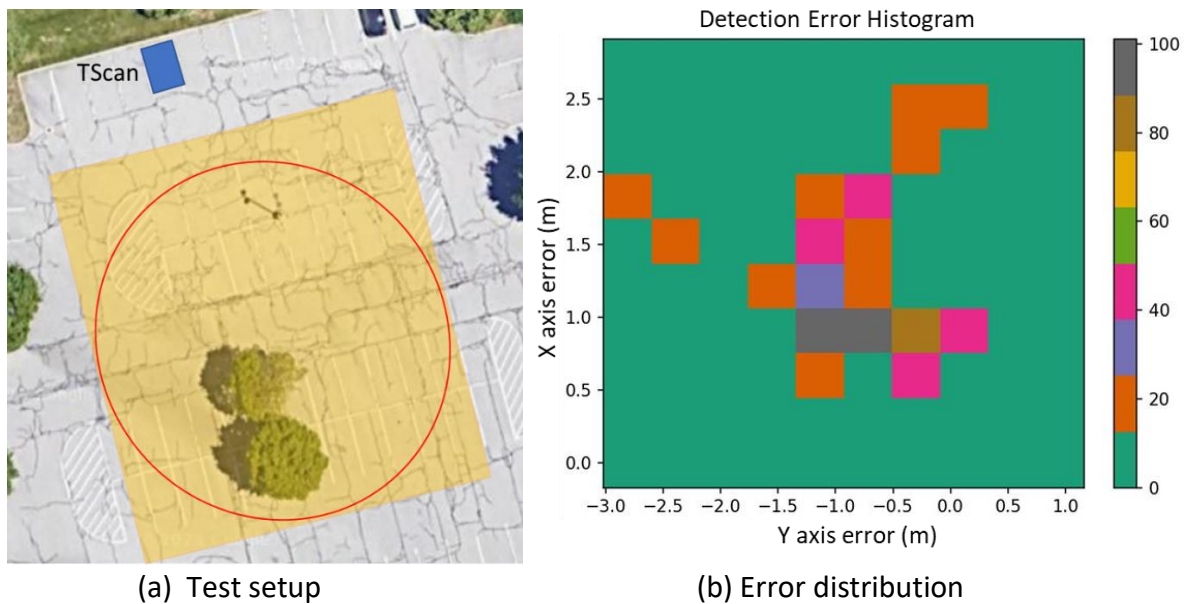 TScan
(a) Test setup
Detection Error Histogram
X axis error (m)
2.5
2.0
1.5
1.0
0.5
0.0
−3.0 −2.5 −2.0 −1.5 −1.0 −0.5 0.0 0.5 1.0
Y axis error (m)
100
80
60
40
20
0
(b) Error distribution